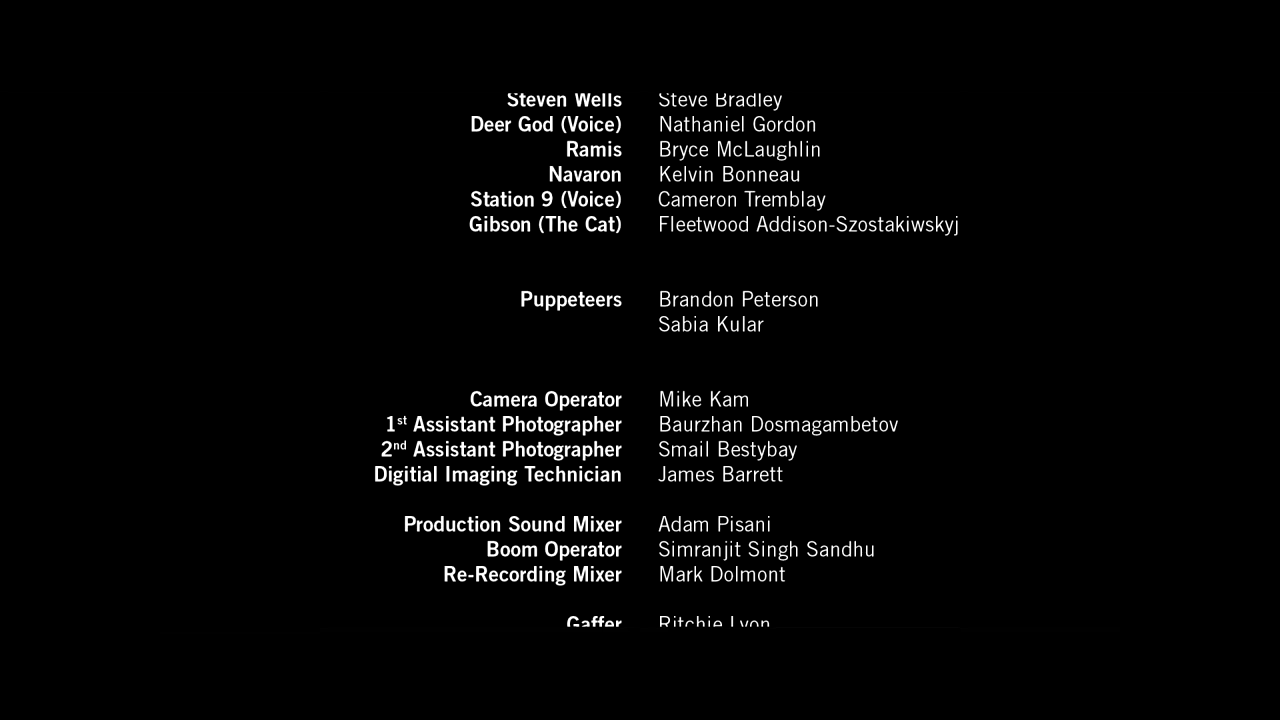 Steven Wells Steve Bradley
Deer God (Voice) Nathaniel Gordon
Ramis Bryce McLaughlin
Navaron Kelvin Bonneau
Station 9 (Voice) Cameron Tremblay
Gibson (The Cat) Fleetwood Addison-Szostakiwskyj
Puppeteers Brandon Peterson
Sabia Kular
Camera Operator Mike Kam
1st Assistant Photographer Baurzhan Dosmagambetov
2nd Assistant Photographer Smail Bestybay
Digitial Imaging Technician James Barrett
Production Sound Mixer Adam Pisani
Boom Operator Simranjit Singh Sandhu
Re-Recording Mixer Mark Dolmont
Gaffer Ritchie Lyon